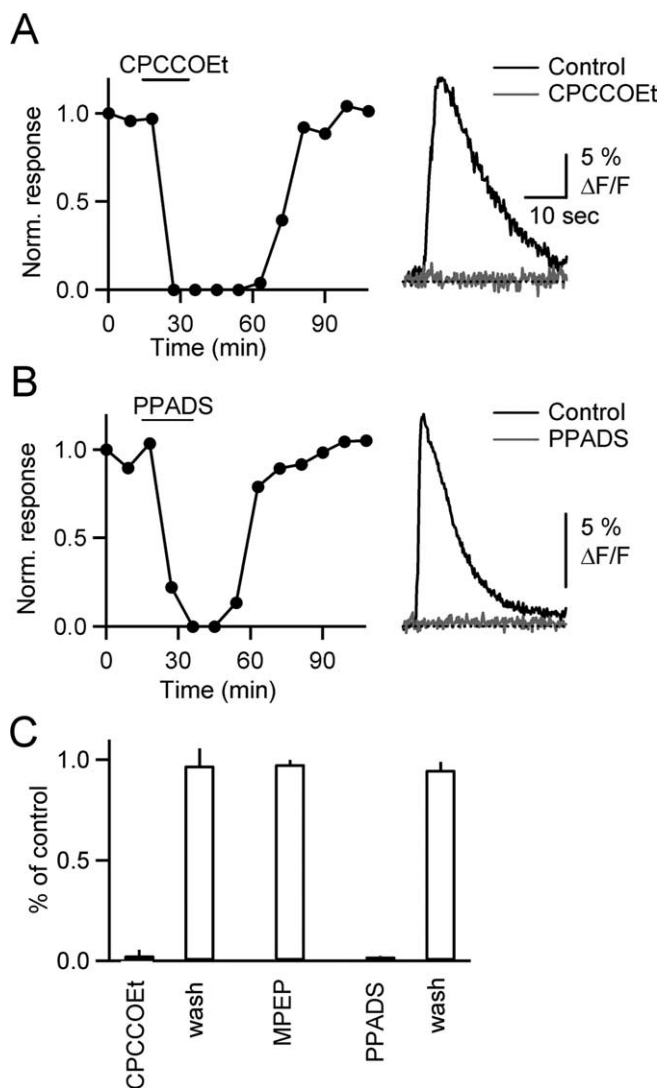 A
CPCCOEt
Norm. response
1.0
0.5
0.0
0 30 60 90
Time (min)
Control
CPCCOEt
5 %
ΔF/F
10 sec
B
PPADS
Norm. response
1.0
0.5
0.0
0 30 60 90
Time (min)
Control
PPADS
5 %
ΔF/F
C
% of control
1.0
0.5
0.0
CPCCOEt
wash
MPEP
PPADS
wash